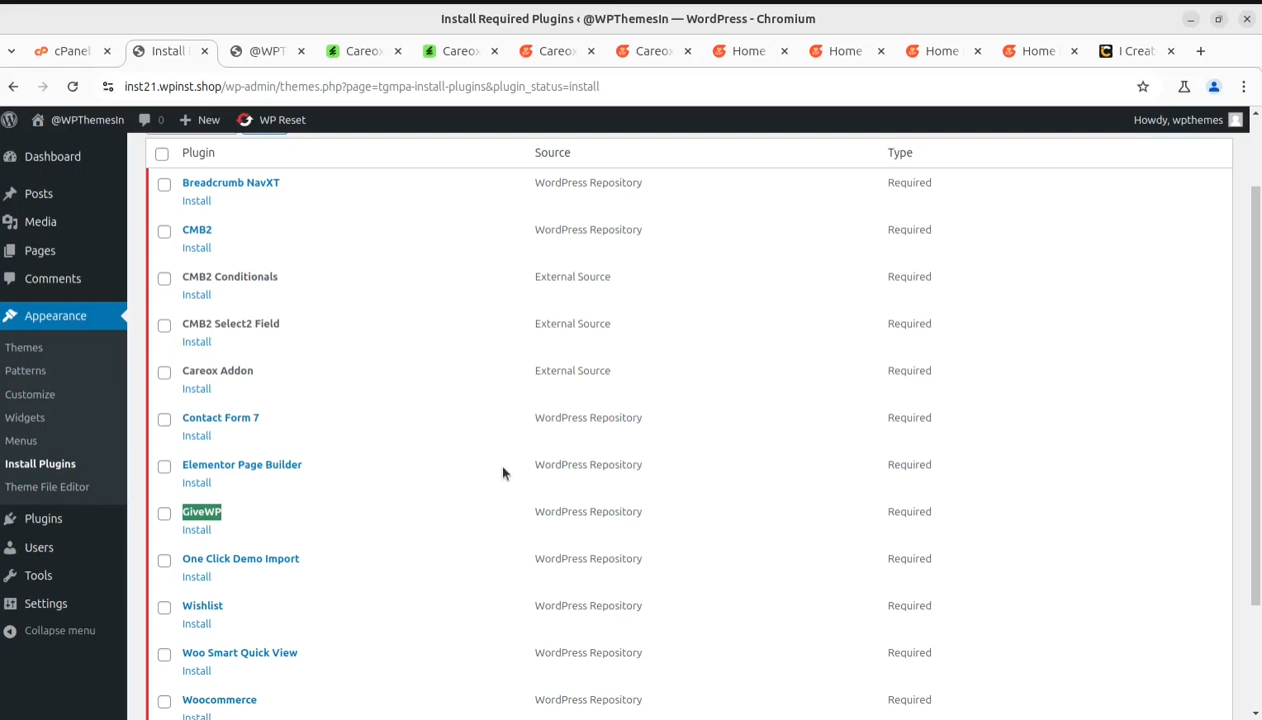 Install Required Plugins ‹ @WPThemesIn — WordPress - Chromium
cPanel
Install
@WPT
Careox
Careox
Careox
Careox
Home
Home
Home
Home
I Creat
inst21.wpinst.shop/wp-admin/themes.php?page=tgmpa-install-plugins&plugin_status=install
@WPThemesIn
0
New
WP Reset
Howdy, wpthemes
Dashboard
Posts
Media
Pages
Comments
Appearance
Themes
Patterns
Customize
Widgets
Menus
Install Plugins
Theme File Editor
Plugins
Users
Tools
Settings
Collapse menu
Plugin Source Type
Breadcrumb NavXT WordPress Repository Required
Install
CMB2 WordPress Repository Required
Install
CMB2 Conditionals External Source Required
Install
CMB2 Select2 Field External Source Required
Install
Careox Addon External Source Required
Install
Contact Form 7 WordPress Repository Required
Install
Elementor Page Builder WordPress Repository Required
Install
GiveWP WordPress Repository Required
Install
One Click Demo Import WordPress Repository Required
Install
Wishlist WordPress Repository Required
Install
Woo Smart Quick View WordPress Repository Required
Install
Woocommerce WordPress Repository Required
Install